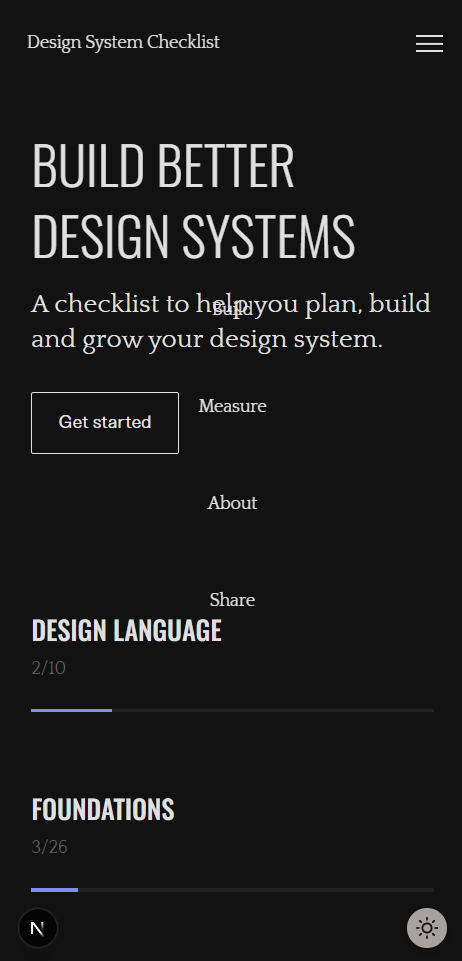 Design System Checklist
BUILD BETTER
DESIGN SYSTEMS
A checklist to help you plan, build
Build
and grow your design system.
Get started
Measure
About
Share
DESIGN LANGUAGE
2/10
FOUNDATIONS
3/26
N